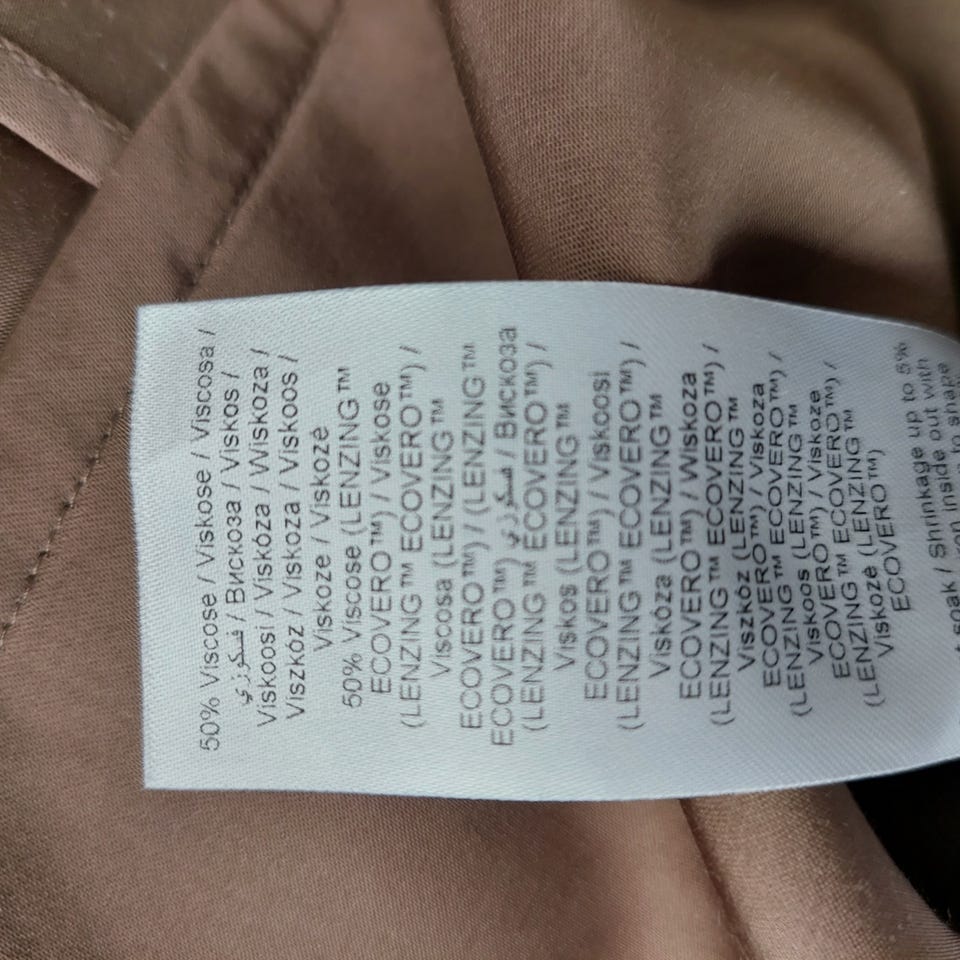 50% Viscose / Viskose / Viscosa /
فسكوزي / Вискоза / Viskos /
Viskoosi / Viskóza / Wiskoza /
Viszkóz / Viskoza / Viskoos /
Viskoze / Viskozė
50% Viscose (LENZING™
ECOVERO™) / Viskose
(LENZING™ ECOVERO™) /
Viscosa (LENZING™
ECOVERO™) / (LENZING™
ECOVERO™) فسكوزي / Вискоза
(LENZING™ ECOVERO™) /
Viskos (LENZING™
ECOVERO™) / Viskoosi
(LENZING™ ECOVERO™) /
Viskóza (LENZING™
ECOVERO™) / Wiskoza
(LENZING™ ECOVERO™) /
Viszkóz (LENZING™
ECOVERO™) / Viskoza
(LENZING™ ECOVERO™) /
Viskoos (LENZING™
ECOVERO™) / Viskoze
(LENZING™ ECOVERO™) /
Viskozė (LENZING™
ECOVERO™)
soak / Shrinkage up to 5%
iron inside out with
to shape